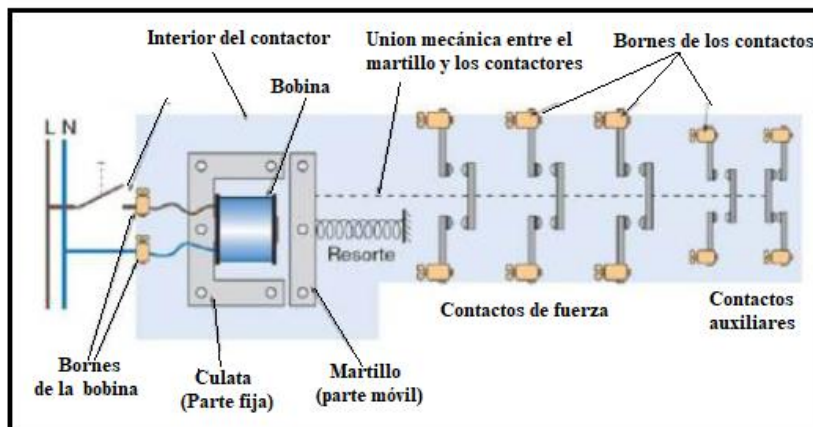 Interior del contactor
Union mecánica entre el
martillo y los contactores
Bornes de los contactos
Bobina
L N
Resorte
Contactos de fuerza
Contactos
auxiliares
Bornes
de la bobina
Culata
(Parte fija)
Martillo
(parte móvil)